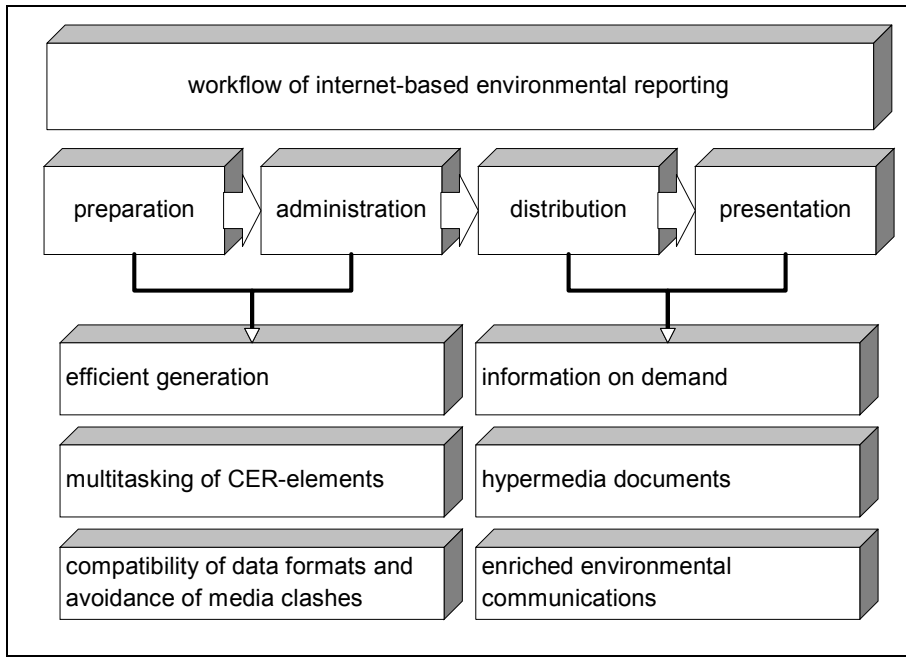 workflow of internet-based environmental reporting
preparation
administration
distribution
presentation
efficient generation
information on demand
multitasking of CER-elements
hypermedia documents
compatibility of data formats and
avoidance of media clashes
enriched environmental
communications